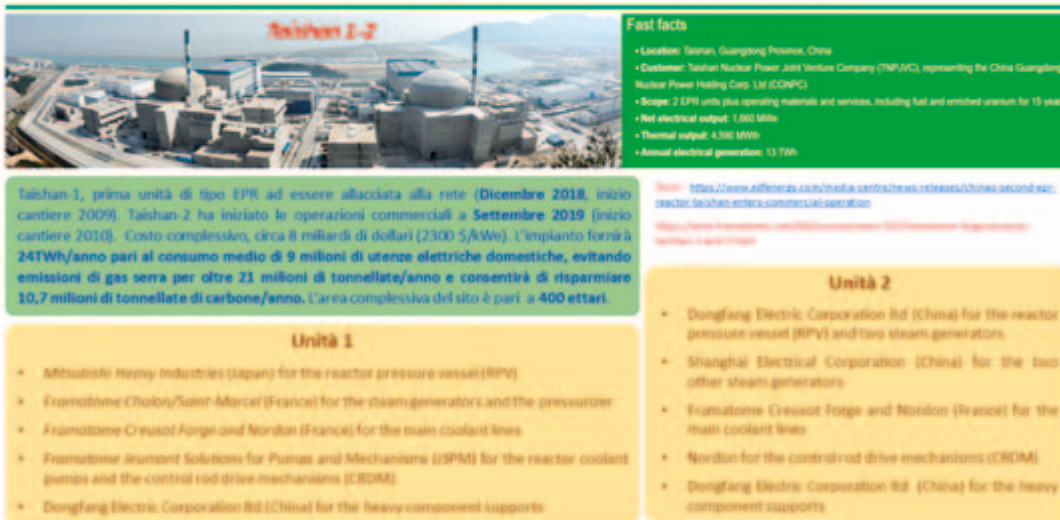 Taishan 1-2
Fast facts
• Location: Taishan, Guangdong Province, China
• Customer: Taishan Nuclear Power Joint Venture Company (TNPJVC), representing the China Guangdong
Nuclear Power Holding Corp. Ltd (CGNPC)
• Scope: 2 EPR units plus operating materials and services, including fuel and enriched uranium for 15 years
• Net electrical output: 1,660 MWe
• Thermal output: 4,590 MWth
• Annual electrical generation: 13 TWh
Taishan-1, prima unità di tipo EPR ad essere allacciata alla rete (Dicembre 2018, inizio
cantiere 2009). Taishan-2 ha iniziato le operazioni commerciali a Settembre 2019 (inizio
cantiere 2010). Costo complessivo, circa 8 miliardi di dollari (2300 $/kWe). L'impianto fornirà
24TWh/anno pari al consumo medio di 9 milioni di utenze elettriche domestiche, evitando
emissioni di gas serra per oltre 21 milioni di tonnellate/anno e consentirà di risparmiare
10,7 milioni di tonnellate di carbone/anno. L'area complessiva del sito è pari a 400 ettari.
https://www.edfenergy.com/media-centre/news-releases/chinas-second-epr-
reactor-taishan-enters-commercial-operation
Unità 1
• Mitsubishi Heavy Industries (Japan) for the reactor pressure vessel (RPV)
• Framatome Chalon/Saint-Marcel (France) for the steam generators and the pressurizer
• Framatome Creusot Forge and Nordon (France) for the main coolant lines
• Framatome Jeumont Solutions for Pumps and Mechanisms (JSPM) for the reactor coolant
pumps and the control rod drive mechanisms (CRDM)
• Dongfang Electric Corporation ltd (China) for the heavy component supports
Unità 2
• Dongfang Electric Corporation ltd (China) for the reactor
pressure vessel (RPV) and two steam generators
• Shanghai Electrical Corporation (China) for the two
other steam generators
• Framatome Creusot Forge and Nordon (France) for the
main coolant lines
• Nordon for the control rod drive mechanisms (CRDM)
• Dongfang Electric Corporation ltd (China) for the heavy
component supports